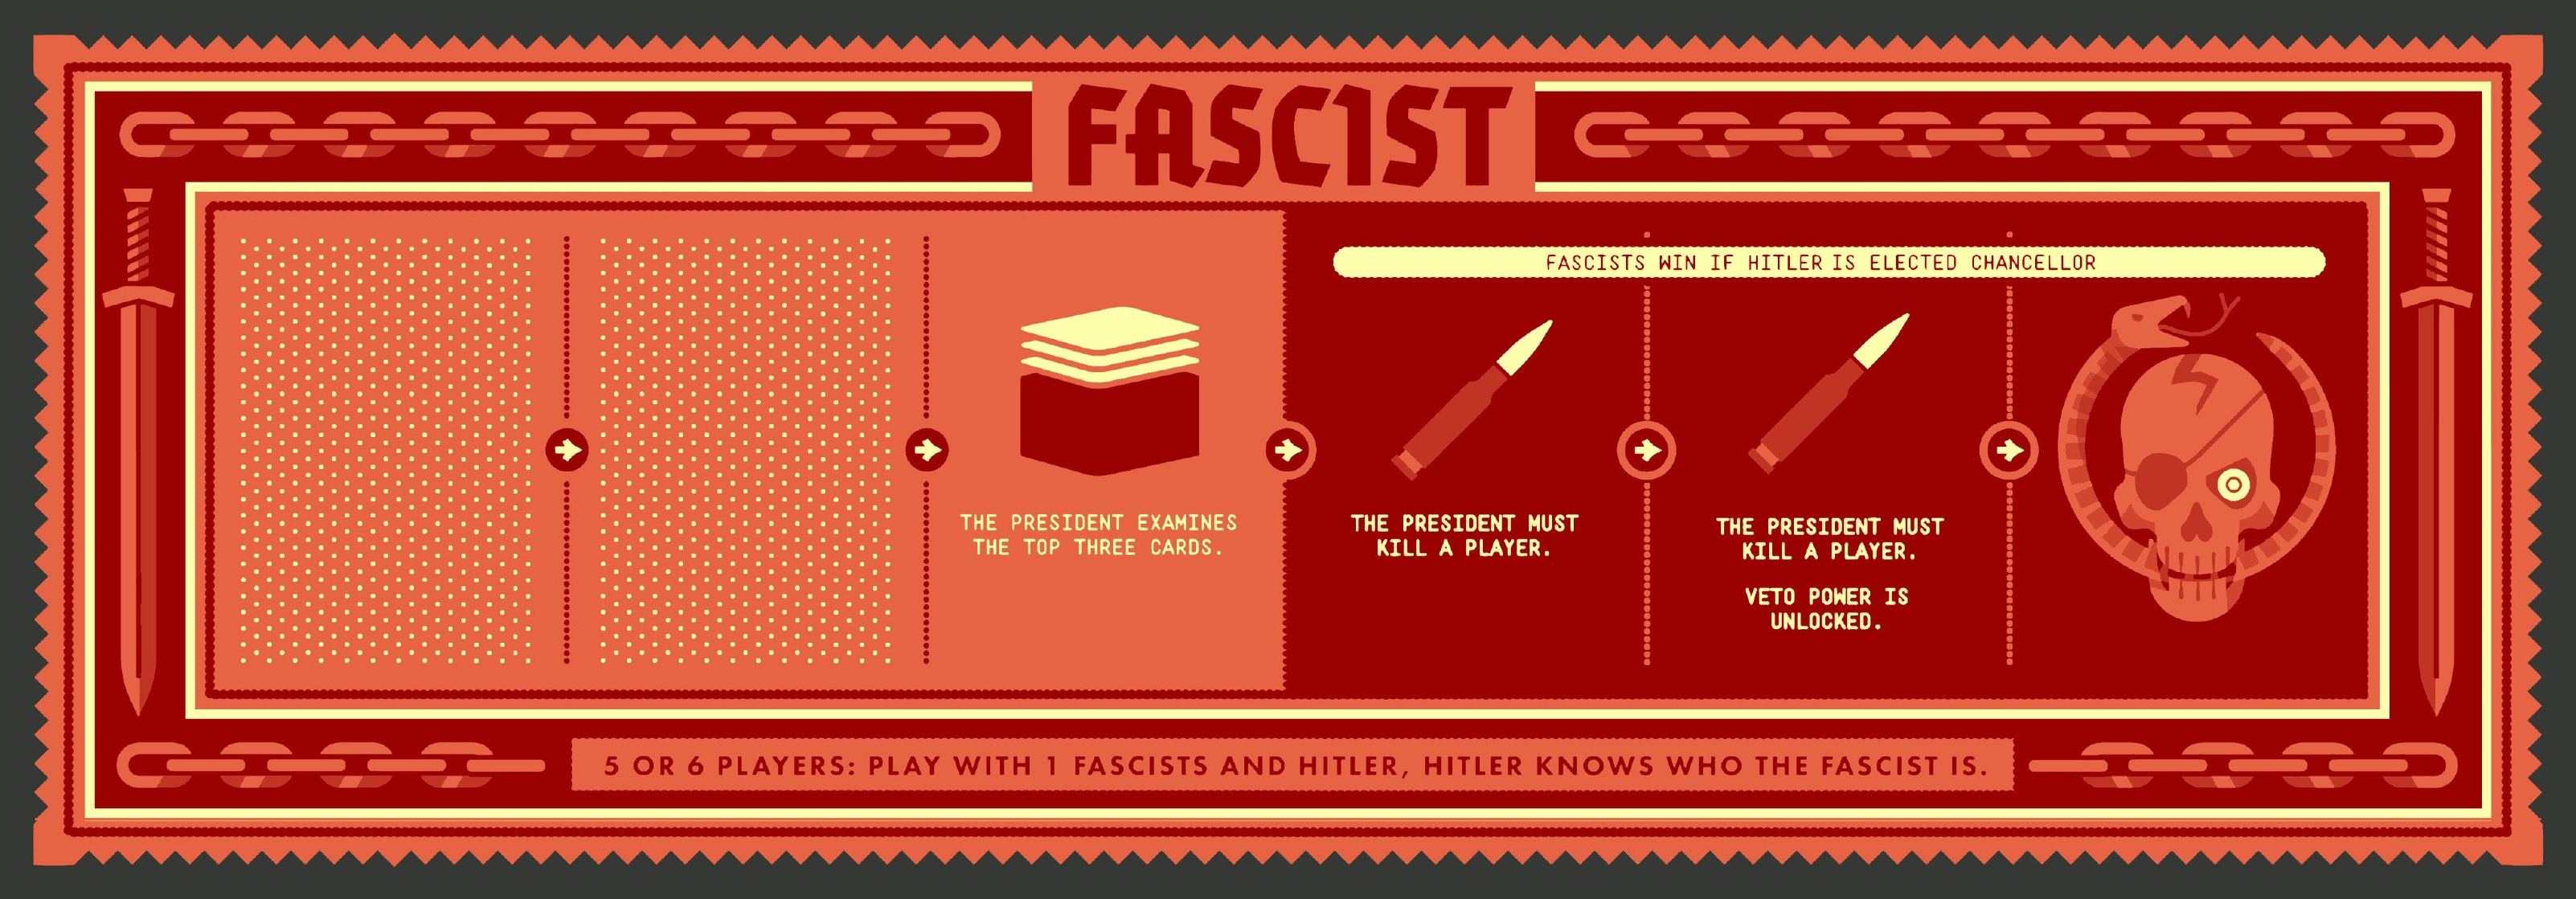 FASCIST
FASCISTS WIN IF HITLER IS ELECTED CHANCELLOR
THE PRESIDENT EXAMINES
THE TOP THREE CARDS.
THE PRESIDENT MUST
KILL A PLAYER.
THE PRESIDENT MUST
KILL A PLAYER.
VETO POWER IS
UNLOCKED.
5 OR 6 PLAYERS: PLAY WITH 1 FASCISTS AND HITLER, HITLER KNOWS WHO THE FASCIST IS.